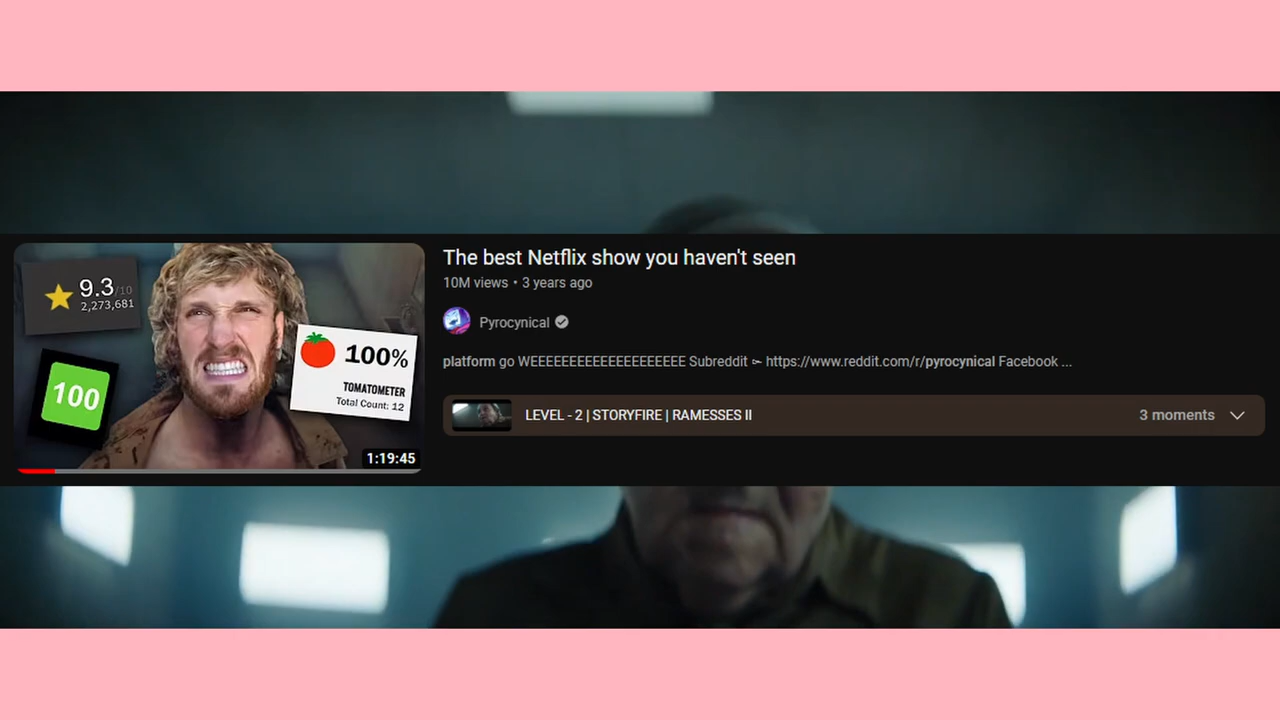 The best Netflix show you haven't seen
10M views • 3 years ago
Pyrocynical
platform go WEEEEEEEEEEEEEEEEEEEE Subreddit ➳ https://www.reddit.com/r/pyrocynical Facebook ...
LEVEL - 2 | STORYFIRE | RAMESSES II
3 moments
9.3/10
2,273,681
100
100%
TOMATOMETER
Total Count: 12
1:19:45